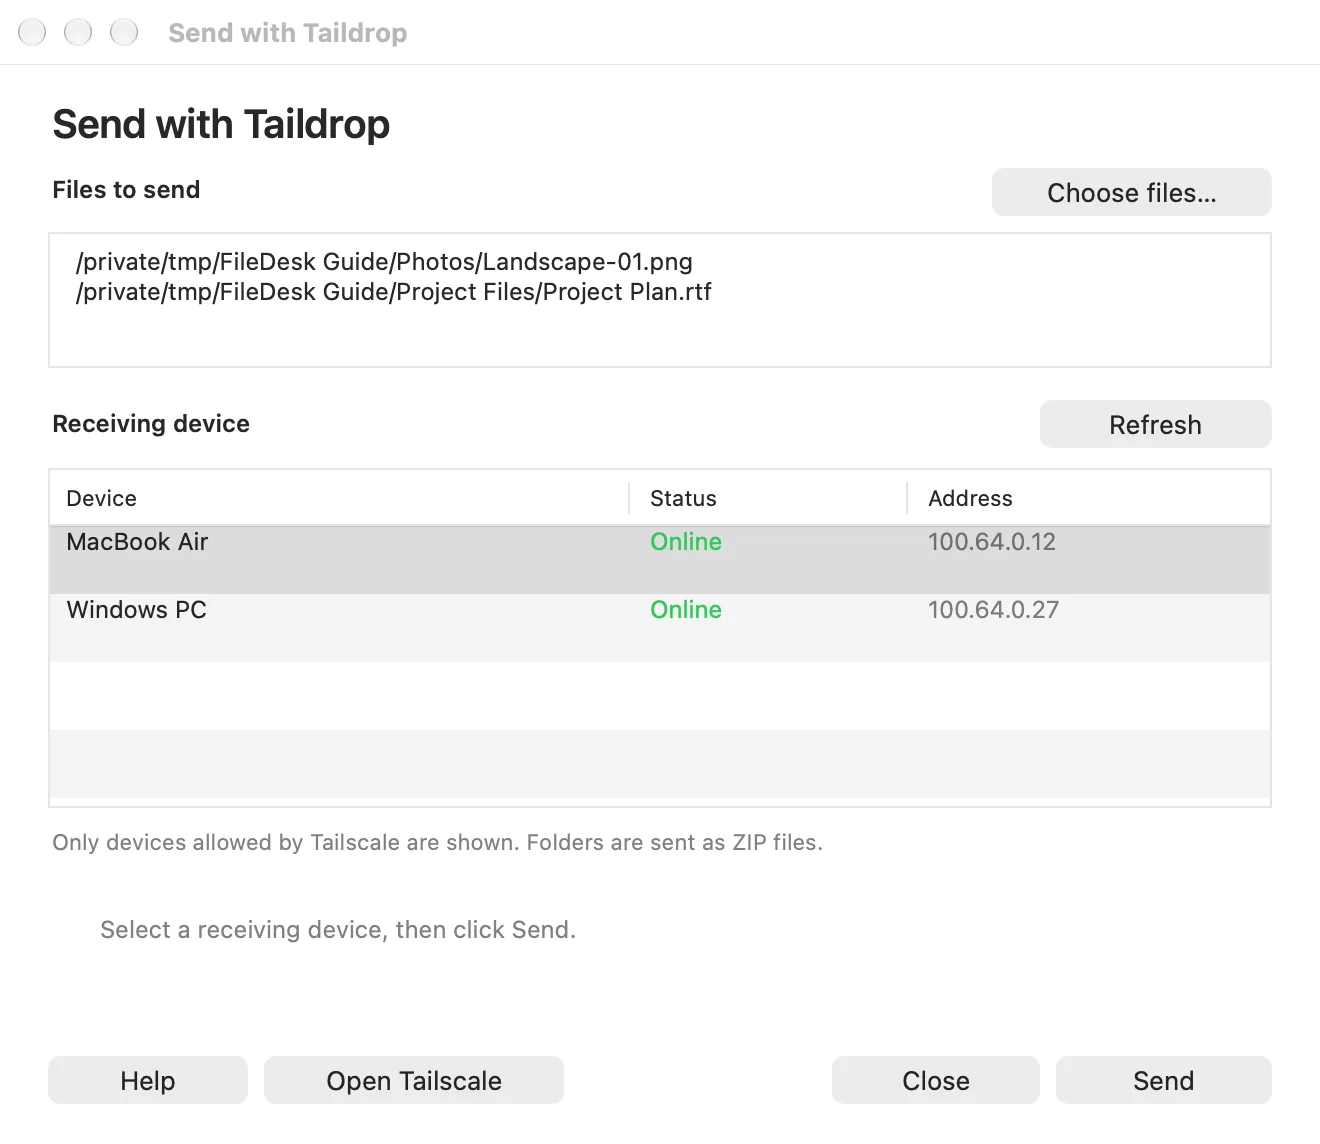 Send with Taildrop
Send with Taildrop
Files to send
Choose files...
/private/tmp/FileDesk Guide/Photos/Landscape-01.png
/private/tmp/FileDesk Guide/Project Files/Project Plan.rtf
Receiving device
Refresh
Device Status Address
MacBook Air Online 100.64.0.12
Windows PC Online 100.64.0.27
Only devices allowed by Tailscale are shown. Folders are sent as ZIP files.
Select a receiving device, then click Send.
Help Open Tailscale Close Send